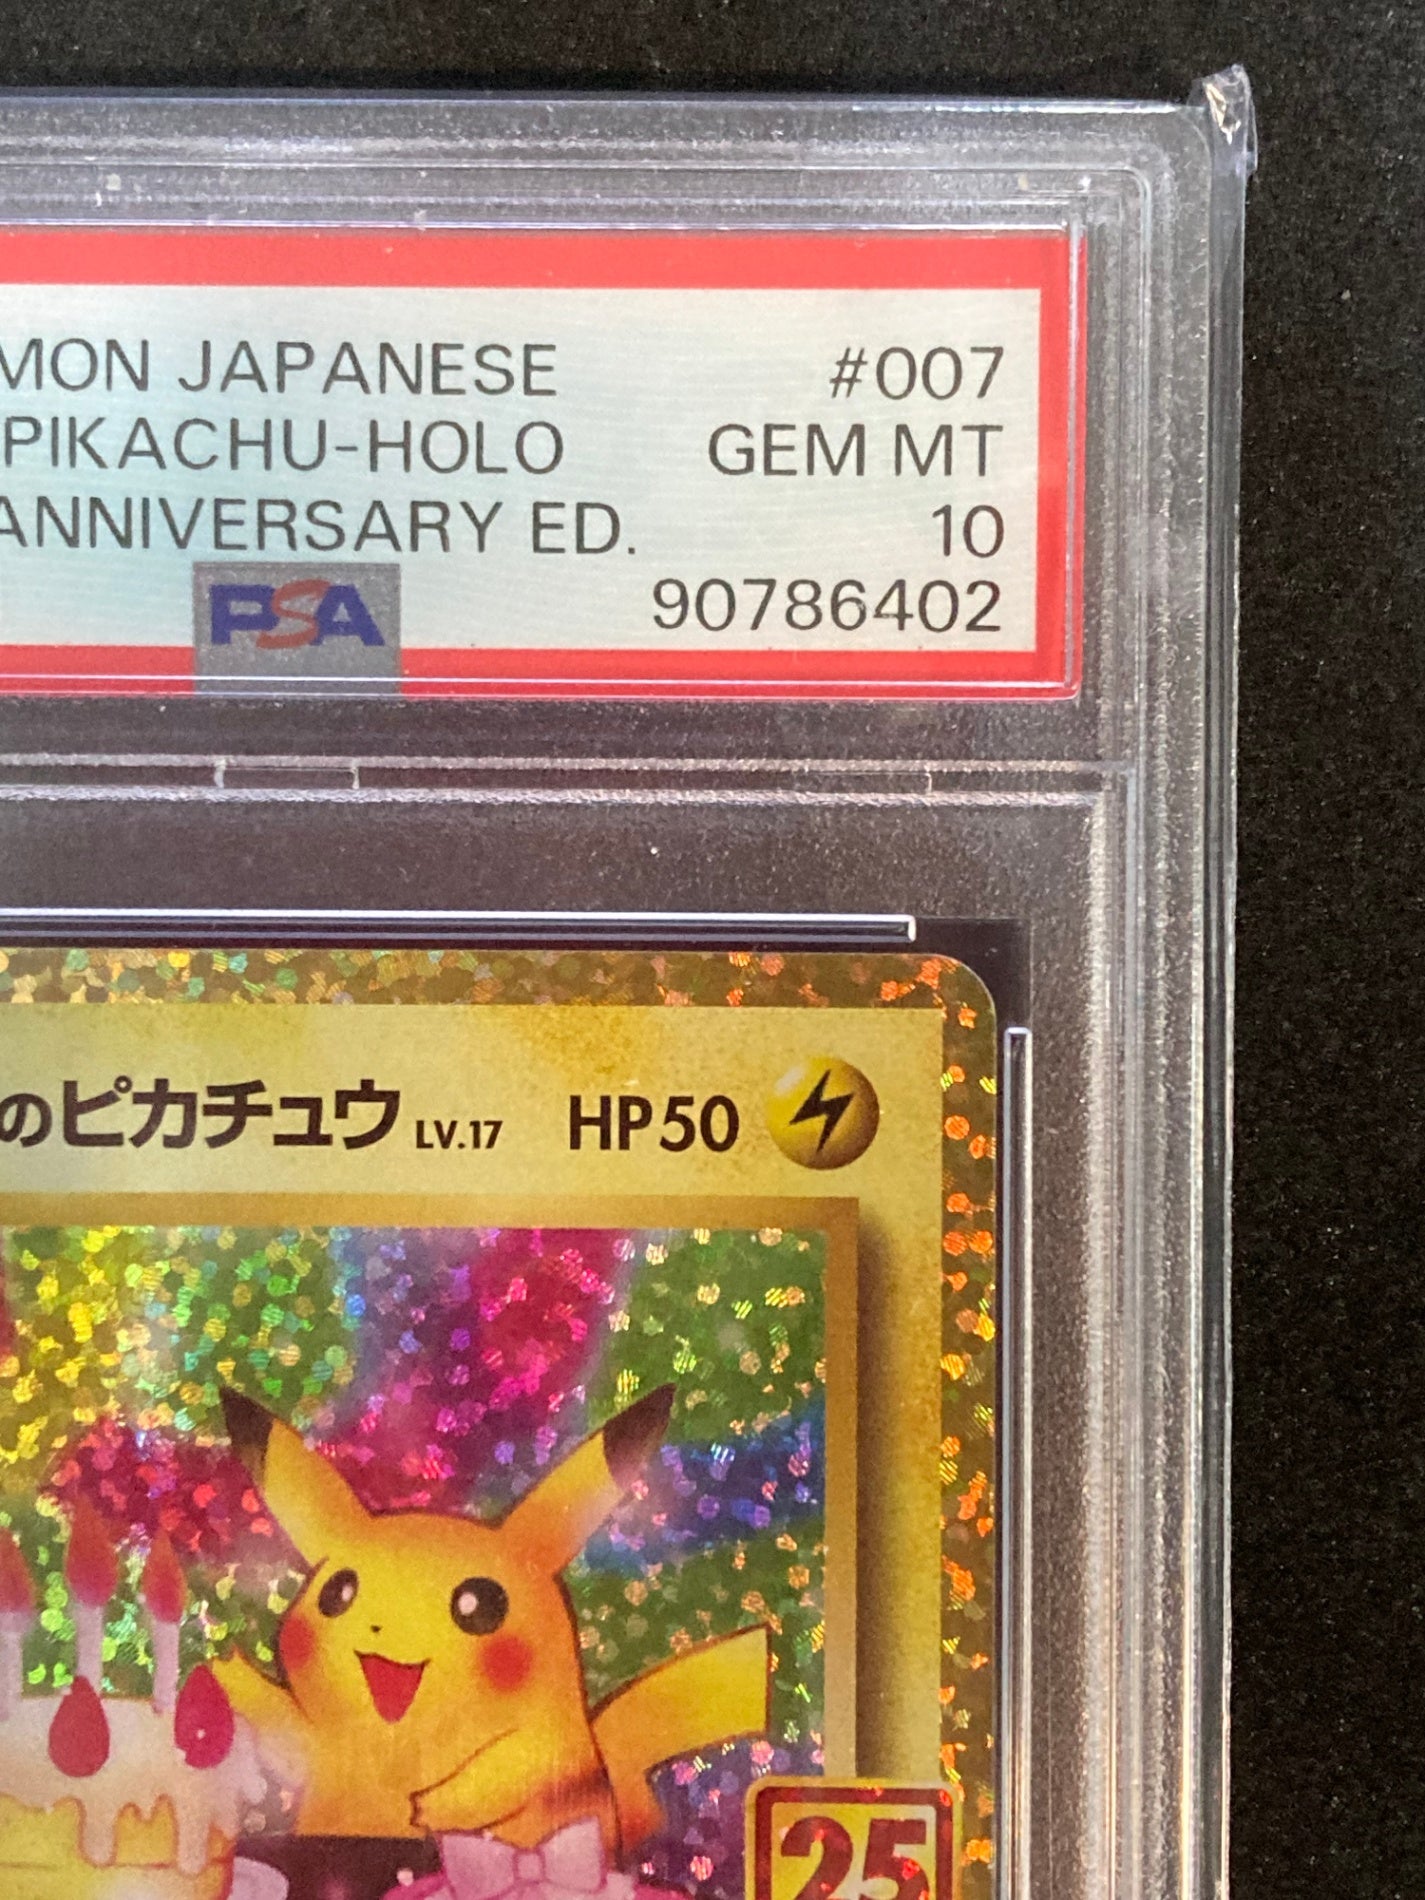 MON JAPANESE #007
PIKACHU-HOLO GEM MT
ANNIVERSARY ED. 10
PSA 90786402
のピカチュウ LV.17 HP50
25